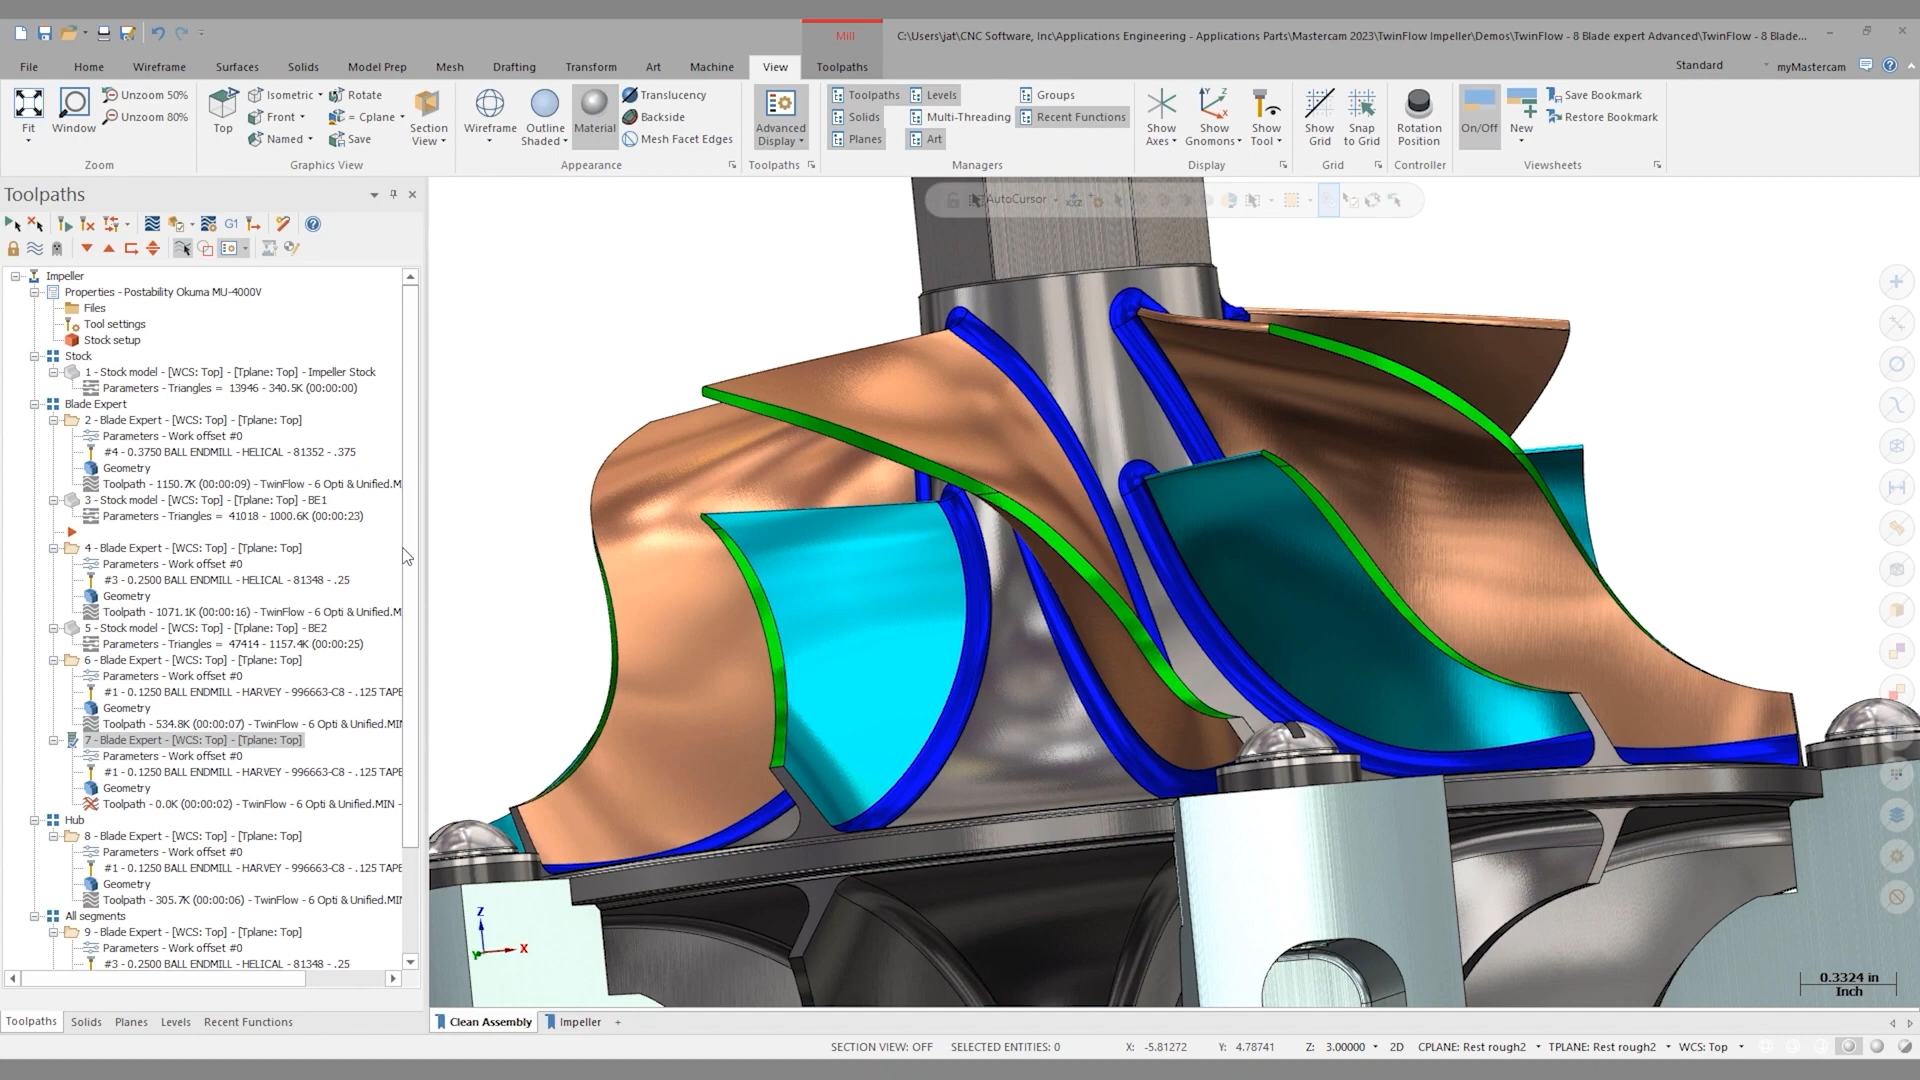 Mill
C:\Users\jat\CNC Software, Inc\Applications Engineering - Applications Parts\Mastercam 2023\TwinFlow Impeller\Demos\TwinFlow - 8 Blade expert Advanced\TwinFlow - 8 Blade...
File Home Wireframe Surfaces Solids Model Prep Mesh Drafting Transform Art Machine View Toolpaths Standard myMastercam
Fit
Window
Unzoom 50%
Unzoom 80%
Zoom
Top
Isometric
Front
Named
Rotate
= Cplane
Save
Section View
Graphics View
Wireframe
Outline Shaded
Material
Translucency
Backside
Mesh Facet Edges
Appearance
Advanced Display
Toolpaths
Toolpaths
Solids
Planes
Levels
Multi-Threading
Art
Groups
Recent Functions
Managers
Show Axes
Show Gnomons
Show Tool
Display
Show Grid
Snap to Grid
Grid
Rotation Position
Controller
On/Off
New
Save Bookmark
Restore Bookmark
Viewsheets
Toolpaths
G1
AutoCursor
XYZ
Impeller
Properties - Postability Okuma MU-4000V
Files
Tool settings
Stock setup
Stock
1 - Stock model - [WCS: Top] - [Tplane: Top] - Impeller Stock
Parameters - Triangles = 13946 - 340.5K (00:00:00)
Blade Expert
2 - Blade Expert - [WCS: Top] - [Tplane: Top]
Parameters - Work offset #0
#4 - 0.3750 BALL ENDMILL - HELICAL - 81352 - .375
Geometry
Toolpath - 1150.7K (00:00:09) - TwinFlow - 6 Opti & Unified.M
3 - Stock model - [WCS: Top] - [Tplane: Top] - BE1
Parameters - Triangles = 41018 - 1000.6K (00:00:23)
4 - Blade Expert - [WCS: Top] - [Tplane: Top]
Parameters - Work offset #0
#3 - 0.2500 BALL ENDMILL - HELICAL - 81348 - .25
Geometry
Toolpath - 1071.1K (00:00:16) - TwinFlow - 6 Opti & Unified.M
5 - Stock model - [WCS: Top] - [Tplane: Top] - BE2
Parameters - Triangles = 47414 - 1157.4K (00:00:25)
6 - Blade Expert - [WCS: Top] - [Tplane: Top]
Parameters - Work offset #0
#1 - 0.1250 BALL ENDMILL - HARVEY - 996663-C8 - .125 TAPE
Geometry
Toolpath - 534.8K (00:00:07) - TwinFlow - 6 Opti & Unified.MIN
7 - Blade Expert - [WCS: Top] - [Tplane: Top]
Parameters - Work offset #0
#1 - 0.1250 BALL ENDMILL - HARVEY - 996663-C8 - .125 TAPE
Geometry
Toolpath - 0.0K (00:00:02) - TwinFlow - 6 Opti & Unified.MIN -
Hub
8 - Blade Expert - [WCS: Top] - [Tplane: Top]
Parameters - Work offset #0
#1 - 0.1250 BALL ENDMILL - HARVEY - 996663-C8 - .125 TAPE
Geometry
Toolpath - 305.7K (00:00:06) - TwinFlow - 6 Opti & Unified.MIN
All segments
9 - Blade Expert - [WCS: Top] - [Tplane: Top]
Parameters - Work offset #0
#3 - 0.2500 BALL ENDMILL - HELICAL - 81348 - .25
Z
X
Y
0.3324 in
Inch
Toolpaths Solids Planes Levels Recent Functions
Clean Assembly Impeller +
SECTION VIEW: OFF SELECTED ENTITIES: 0 X: -5.81272 Y: 4.78741 Z: 3.00000 2D CPLANE: Rest rough2 TPLANE: Rest rough2 WCS: Top